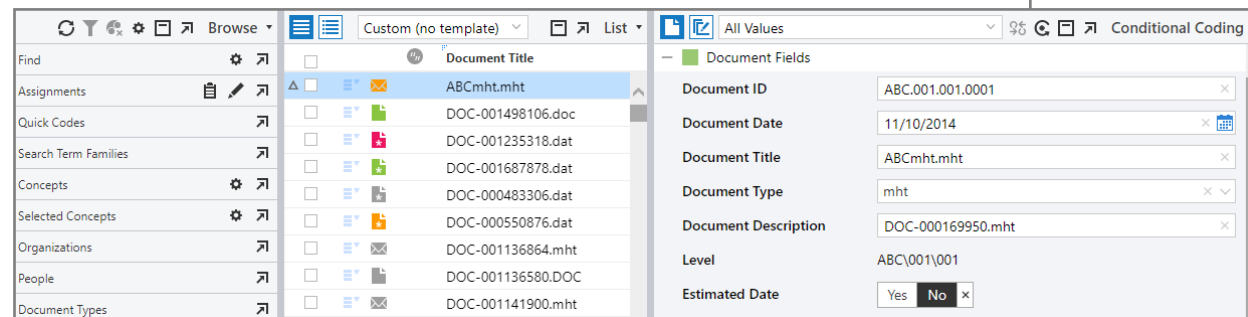 Browse
Find
Assignments
Quick Codes
Search Term Families
Concepts
Selected Concepts
Organizations
People
Document Types
Custom (no template)
List
Document Title
ABCmht.mht
DOC-001498106.doc
DOC-001235318.dat
DOC-001687878.dat
DOC-000483306.dat
DOC-000550876.dat
DOC-001136864.mht
DOC-001136580.DOC
DOC-001141900.mht
All Values
Conditional Coding
Document Fields
Document ID ABC.001.001.0001
Document Date 11/10/2014
Document Title ABCmht.mht
Document Type mht
Document Description DOC-000169950.mht
Level ABC\001\001
Estimated Date Yes No